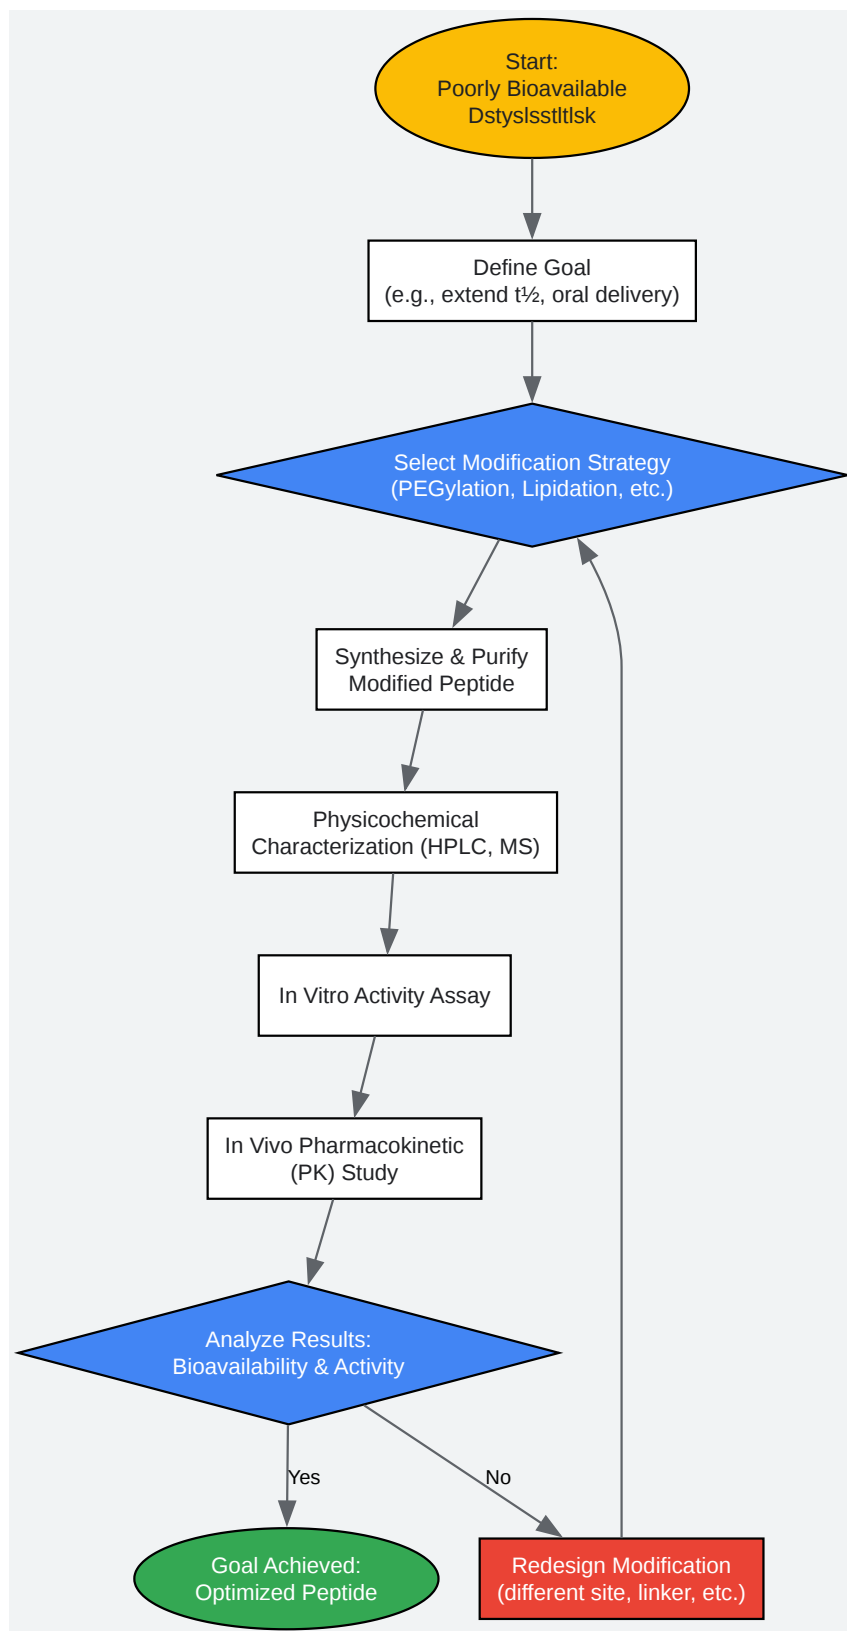 Start:
Poorly Bioavailable
Dstyslsstltlsk
Define Goal
(e.g., extend t½, oral delivery)
Select Modification Strategy
(PEGylation, Lipidation, etc.)
Synthesize & Purify
Modified Peptide
Physicochemical
Characterization (HPLC, MS)
In Vitro Activity Assay
In Vivo Pharmacokinetic
(PK) Study
Analyze Results:
Bioavailability & Activity
Yes
No
Goal Achieved:
Optimized Peptide
Redesign Modification
(different site, linker, etc.)